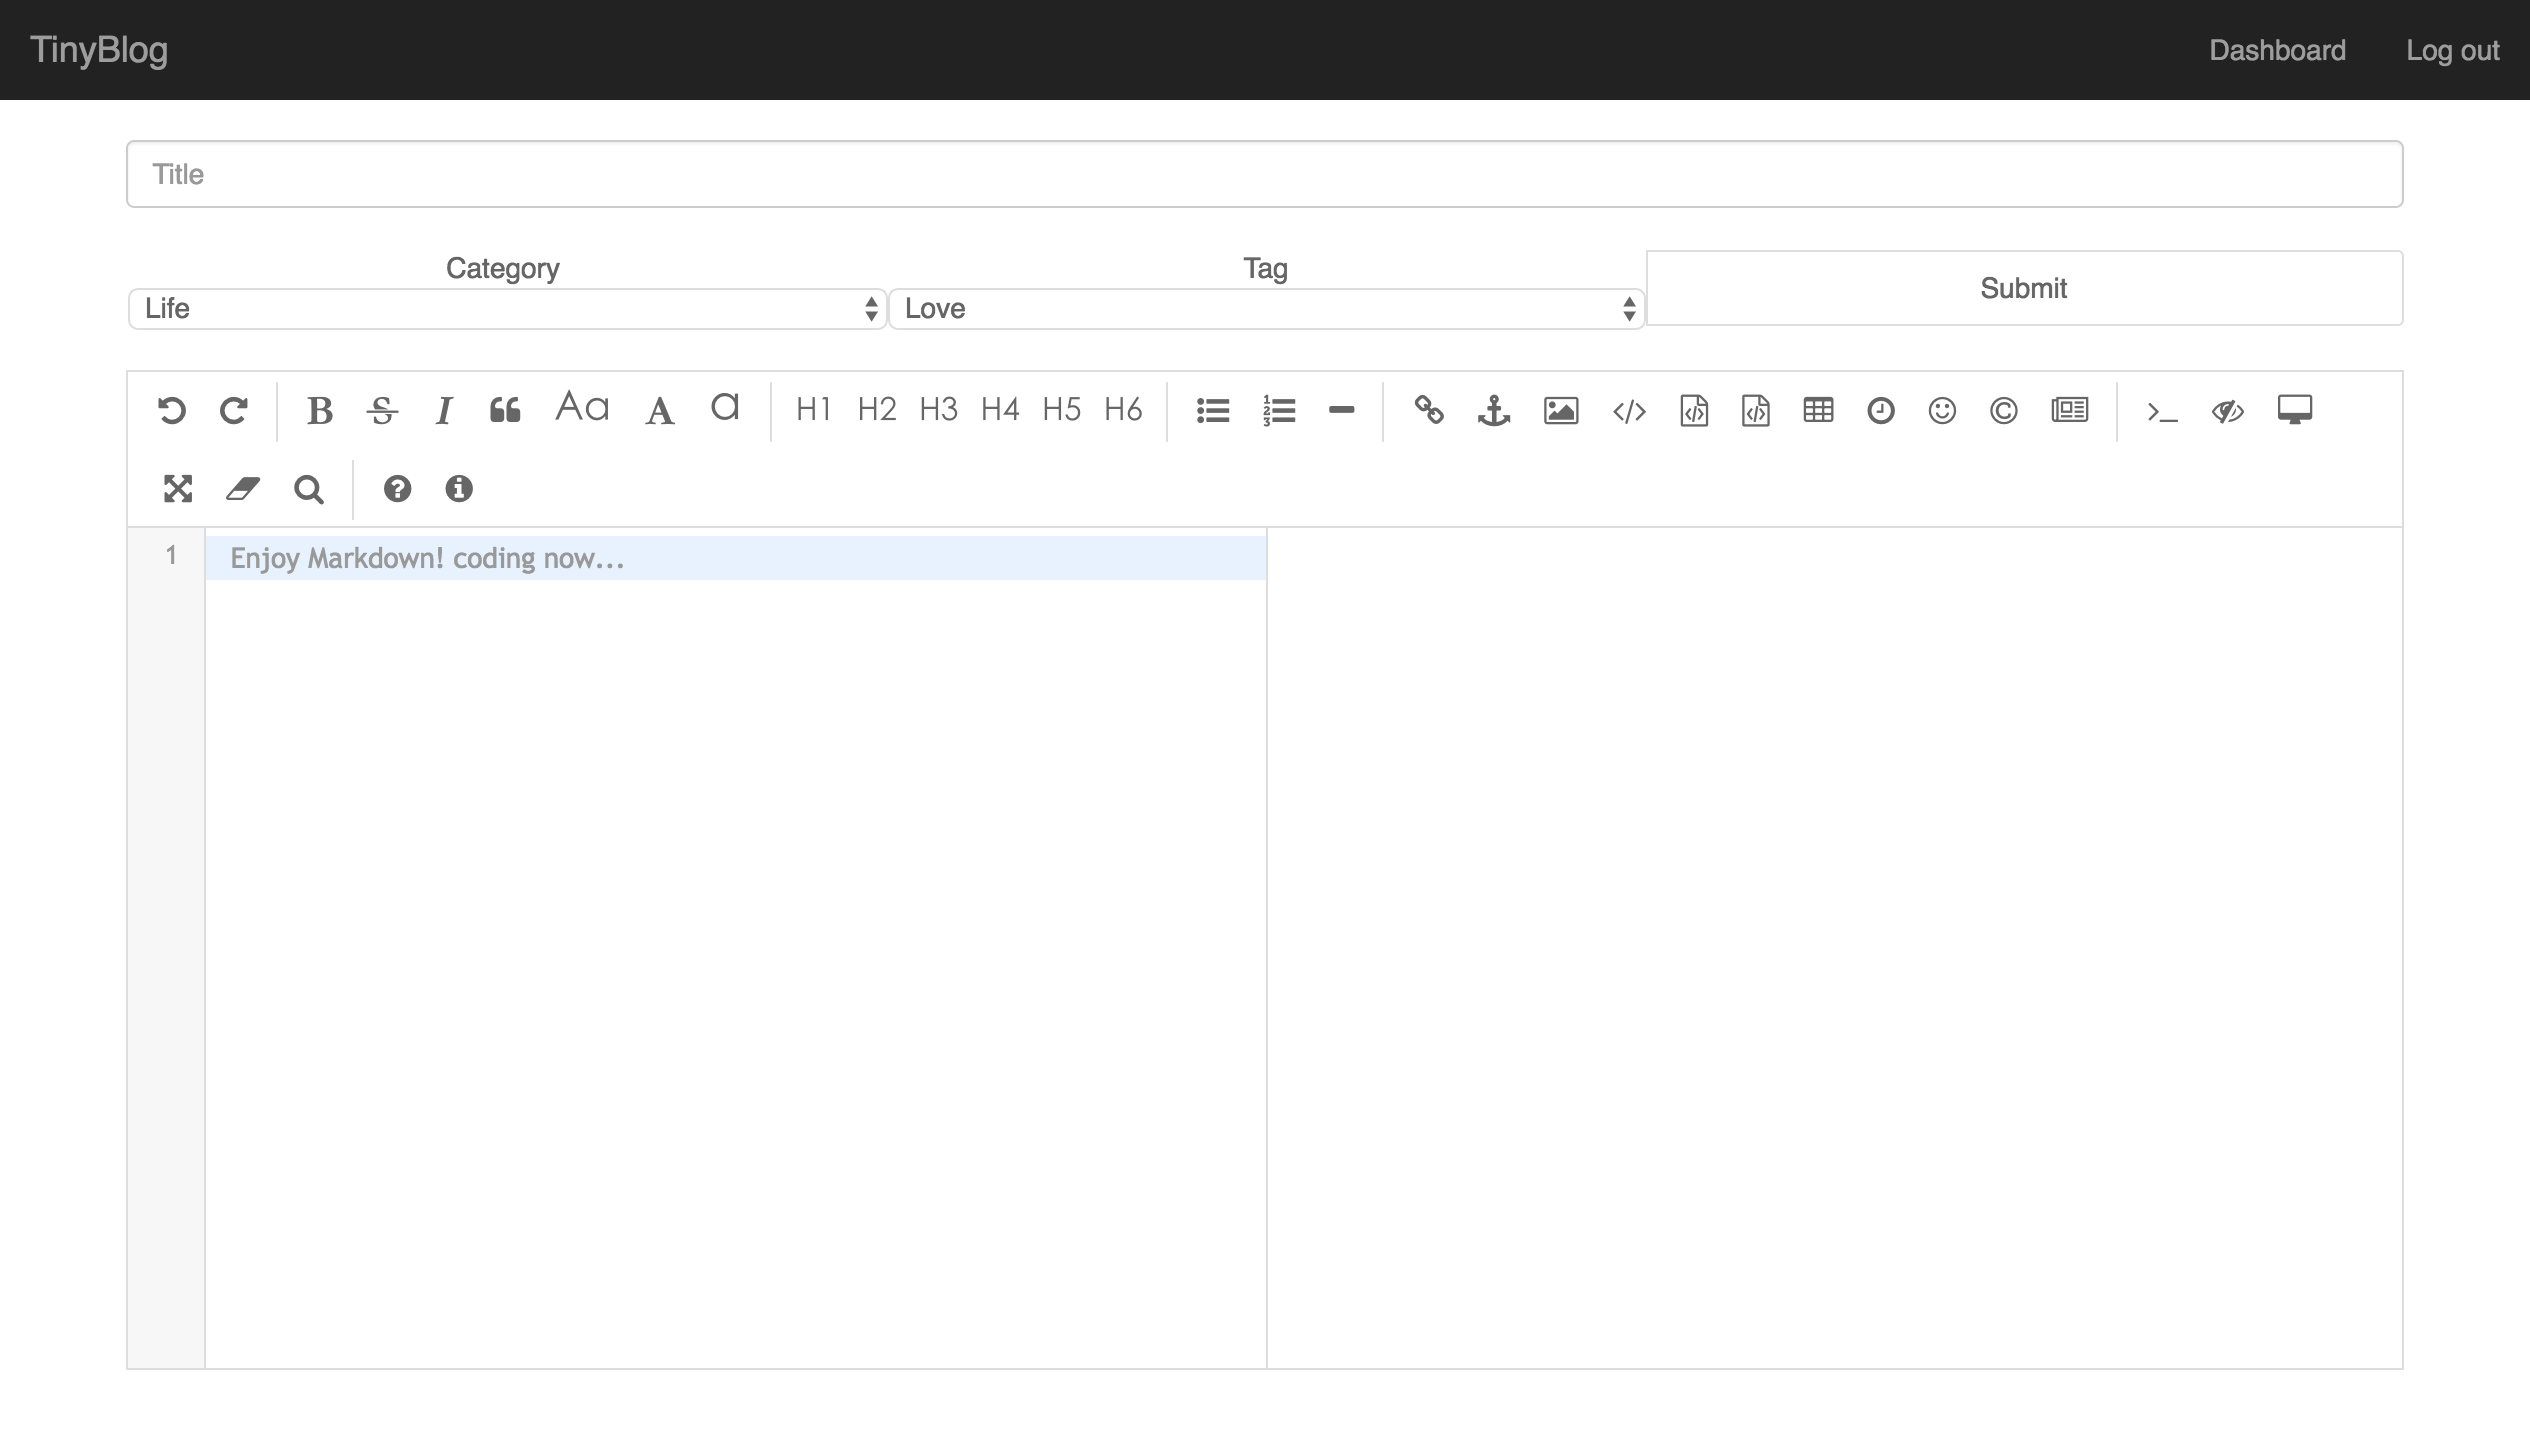 TinyBlog Dashboard Log out
Title
Category Tag Submit
Life Love
B S I Aa A a H1 H2 H3 H4 H5 H6
1 Enjoy Markdown! coding now...